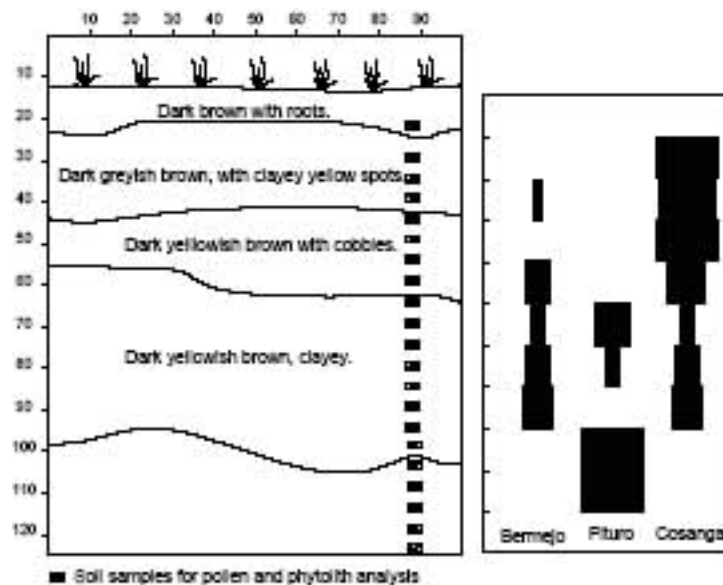 10 20 30 40 50 60 70 80 90
10
20
30
40
50
60
70
80
90
100
110
120
Dark brown with roots.
Dark greyish brown, with clayey yellow spots.
Dark yellowish brown with cobbles.
Dark yellowish brown, clayey.
Soil samples for pollen and phytolith analysis
Bermejo Pituro Cosanga